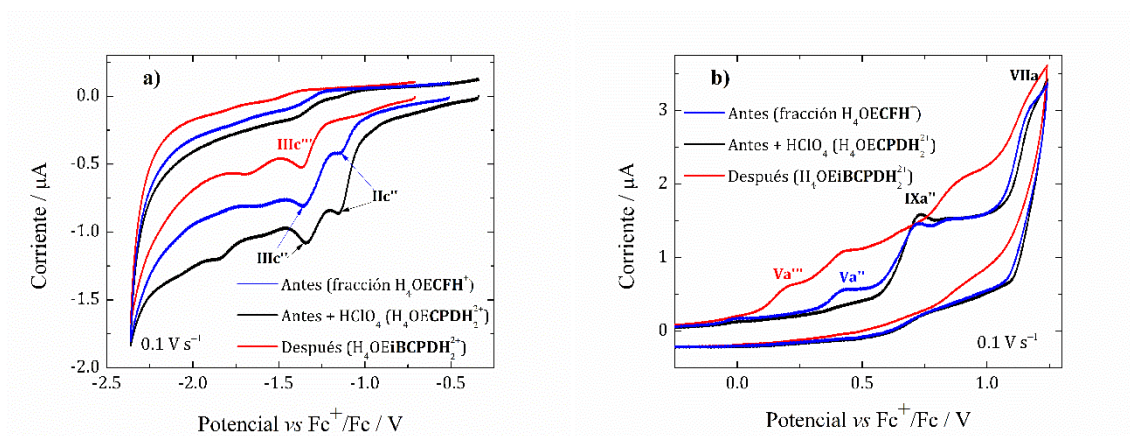 a)
0.0
-0.5
-1.0
-1.5
-2.0
Corriente / μA
IIIc'''
IIc''
IIIc''
Antes (fracción H₄OECFH⁺)
Antes + HClO₄ (H₄OECPDH₂²⁺)
Después (H₄OEiBCPDH₂²⁺)
0.1 V s⁻¹
-2.5 -2.0 -1.5 -1.0 -0.5
Potencial vs Fc⁺/Fc / V
b)
VIIa
3
2
1
0
Corriente / μA
Antes (fracción H₄OECFH⁺)
Antes + HClO₄ (H₄OECPDH₂²⁺)
Después (H₄OEiBCPDH₂²⁺)
IXa''
Va'''
Va''
0.1 V s⁻¹
0.0 0.5 1.0
Potencial vs Fc⁺/Fc / V